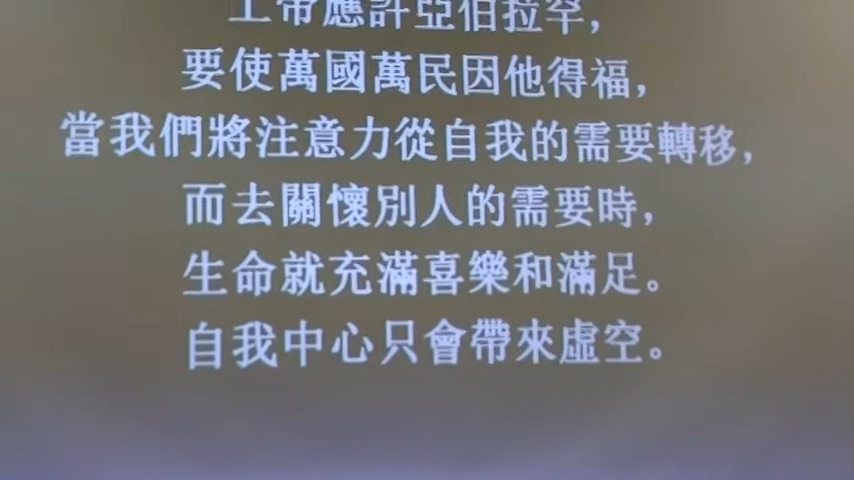 上帝應許亞伯拉罕,
要使萬國萬民因他得福,
當我們將注意力從自我的需要轉移,
而去關懷別人的需要時,
生命就充滿喜樂和滿足。
自我中心只會帶來虛空。